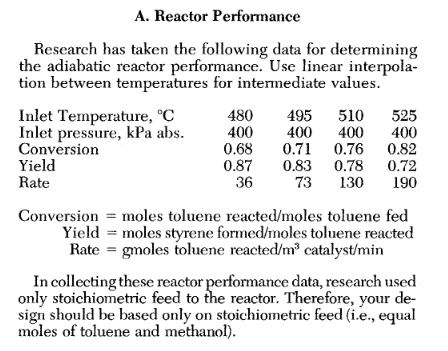 A. Reactor Performance
Research has taken the following data for determining
the adiabatic reactor performance. Use linear interpola-
tion between temperatures for intermediate values.
Inlet Temperature, °C 480 495 510 525
Inlet pressure, kPa abs. 400 400 400 400
Conversion 0.68 0.71 0.76 0.82
Yield 0.87 0.83 0.78 0.72
Rate 36 73 130 190
Conversion = moles toluene reacted/moles toluene fed
Yield = moles styrene formed/moles toluene reacted
Rate = gmoles toluene reacted/m³ catalyst/min
In collecting these reactor performance data, research used
only stoichiometric feed to the reactor. Therefore, your de-
sign should be based only on stoichiometric feed (i.e., equal
moles of toluene and methanol).